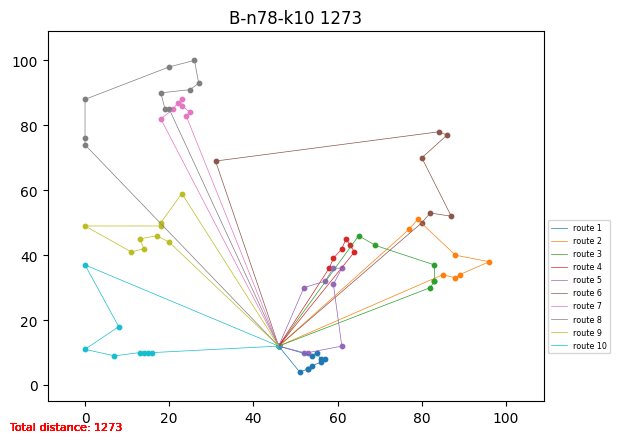 B-n78-k10 1273
100
80
60
40
20
0
0 20 40 60 80 100
route 1
route 2
route 3
route 4
route 5
route 6
route 7
route 8
route 9
route 10
Total distance: 1273